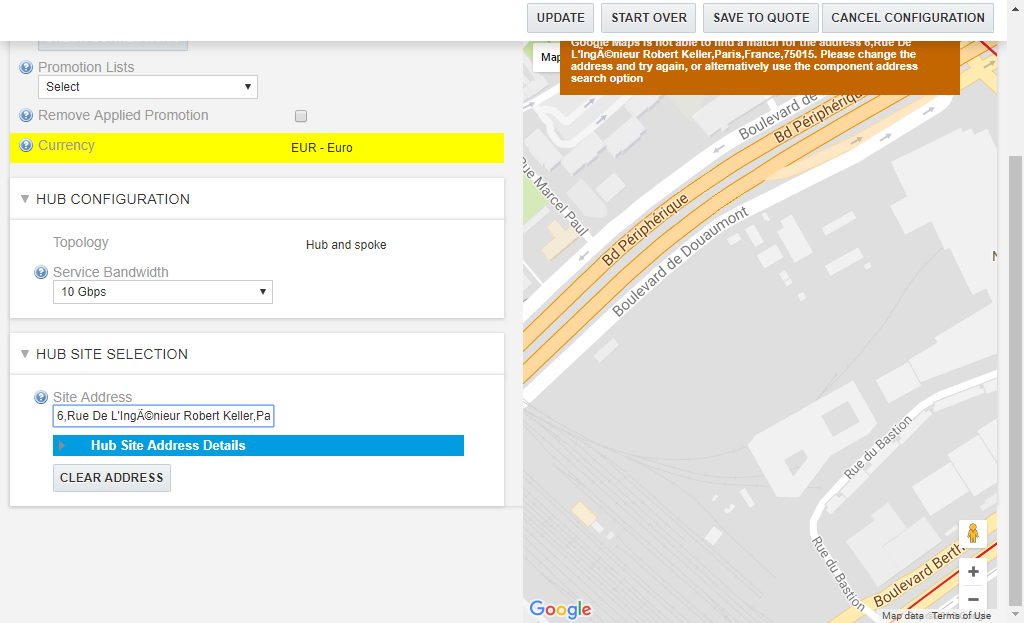 UPDATE
START OVER
SAVE TO QUOTE
CANCEL CONFIGURATION
Promotion Lists
Select
Remove Applied Promotion
Currency
EUR - Euro
HUB CONFIGURATION
Topology
Hub and spoke
Service Bandwidth
10 Gbps
HUB SITE SELECTION
Site Address
6,Rue De L'IngÃ©nieur Robert Keller,Pa
Hub Site Address Details
CLEAR ADDRESS
Map
Google Maps is not able to find a match for the address 6,Rue De
L'IngÃ©nieur Robert Keller,Paris,France,75015. Please change the
address and try again, or alternatively use the component address
search option
Boulevard de
Bd Périphérique
Rue Marcel Paul
Bd Périphérique
Boulevard de Douaumont
N
Rue du Bastion
Rue du Bastion
Boulevard Berth
Google
Map data
Terms of Use